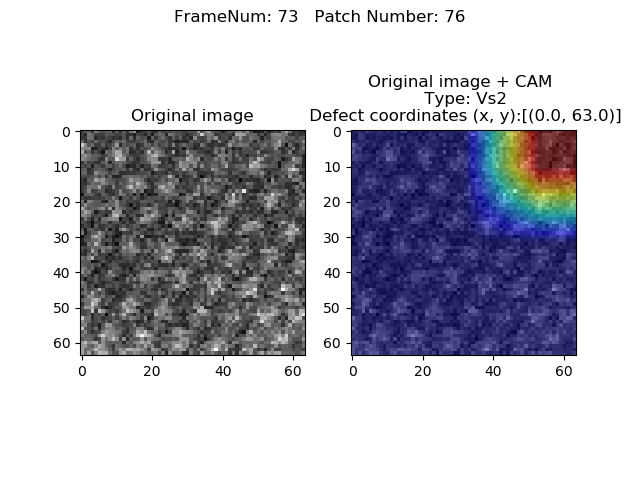 FrameNum: 73   Patch Number: 76
Original image
0
10
20
30
40
50
60
0 20 40 60
Original image + CAM
Type: Vs2
Defect coordinates (x, y):[(0.0, 63.0)]
0
10
20
30
40
50
60
0 20 40 60